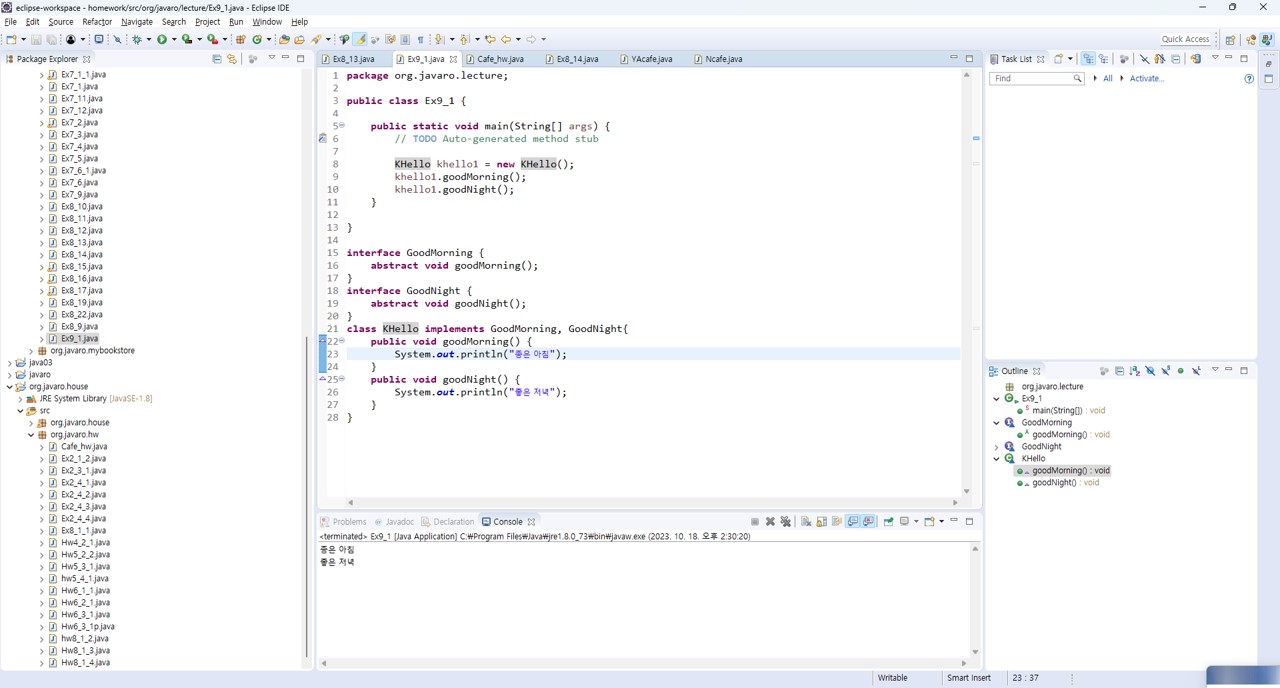 eclipse-workspace - homework/src/org/javaro/lecture/Ex9_1.java - Eclipse IDE
File Edit Source Refactor Navigate Search Project Run Window Help
Quick Access
Package Explorer
Ex7_1_1.java
Ex7_1.java
Ex7_11.java
Ex7_12.java
Ex7_2.java
Ex7_3.java
Ex7_4.java
Ex7_5.java
Ex7_6_1.java
Ex7_6.java
Ex7_9.java
Ex8_10.java
Ex8_11.java
Ex8_12.java
Ex8_13.java
Ex8_14.java
Ex8_15.java
Ex8_16.java
Ex8_17.java
Ex8_19.java
Ex8_22.java
Ex8_9.java
Ex9_1.java
org.javaro.mybookstore
java03
javaro
org.javaro.house
JRE System Library [JavaSE-1.8]
src
org.javaro.house
org.javaro.hw
Cafe_hw.java
Ex2_1_2.java
Ex2_3_1.java
Ex2_4_1.java
Ex2_4_2.java
Ex2_4_3.java
Ex2_4_4.java
Ex8_1_1.java
Hw4_2_1.java
Hw5_2_2.java
Hw5_3_1.java
hw5_4_1.java
Hw6_1_1.java
Hw6_2_1.java
Hw6_3_1.java
Hw6_3_1p.java
hw8_1_2.java
Hw8_1_3.java
Hw8_1_4.java
Ex8_13.java Ex9_1.java Cafe_hw.java Ex8_14.java YAcafe.java Ncafe.java
1 package org.javaro.lecture;
2
3 public class Ex9_1 {
4
5 public static void main(String[] args) {
6 // TODO Auto-generated method stub
7
8 KHello khello1 = new KHello();
9 khello1.goodMorning();
10 khello1.goodNight();
11 }
12
13 }
14
15 interface GoodMorning {
16 abstract void goodMorning();
17 }
18 interface GoodNight {
19 abstract void goodNight();
20 }
21 class KHello implements GoodMorning, GoodNight{
22 public void goodMorning() {
23 System.out.println("좋은 아침");
24 }
25 public void goodNight() {
26 System.out.println("좋은 저녁");
27 }
28 }
Problems Javadoc Declaration Console
<terminated> Ex9_1 [Java Application] C:₩Program Files₩Java₩jre1.8.0_73₩bin₩javaw.exe (2023. 10. 18. 오후 2:30:20)
좋은 아침
좋은 저녁
Task List
Find All Activate...
Outline
org.javaro.lecture
Ex9_1
main(String[]) : void
GoodMorning
goodMorning() : void
GoodNight
KHello
goodMorning() : void
goodNight() : void
Writable Smart Insert 23 : 37